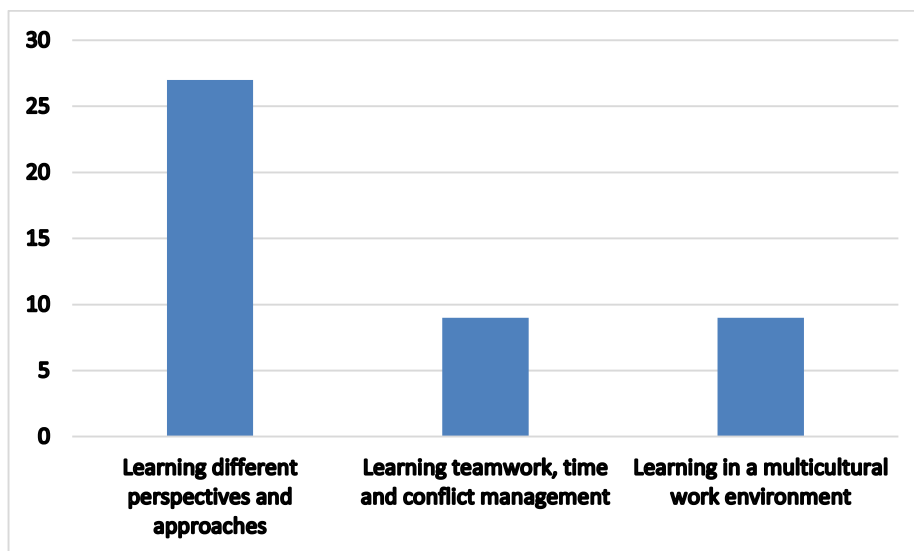 30
25
20
15
10
5
0
Learning different
perspectives and
approaches
Learning teamwork, time
and conflict management
Learning in a multicultural
work environment